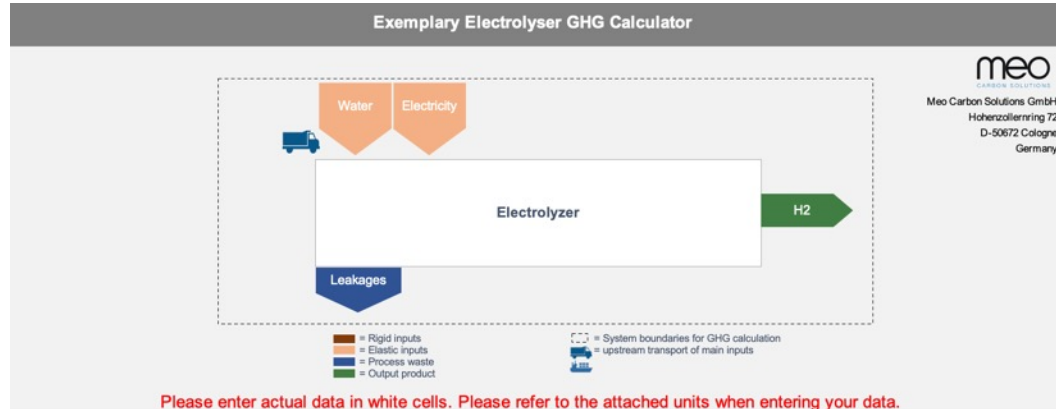 Exemplary Electrolyser GHG Calculator
meo
CARBON SOLUTIONS
Meo Carbon Solutions GmbH
Hohenzollernring 72
D-50672 Cologne
Germany
Water
Electricity
Electrolyzer
H2
Leakages
= Rigid inputs
= Elastic inputs
= Process waste
= Output product
= System boundaries for GHG calculation
= upstream transport of main inputs
Please enter actual data in white cells. Please refer to the attached units when entering your data.